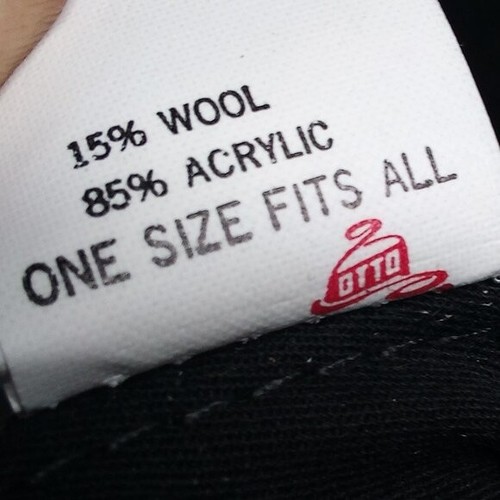 15% WOOL
85% ACRYLIC
ONE SIZE FITS ALL
OTTO